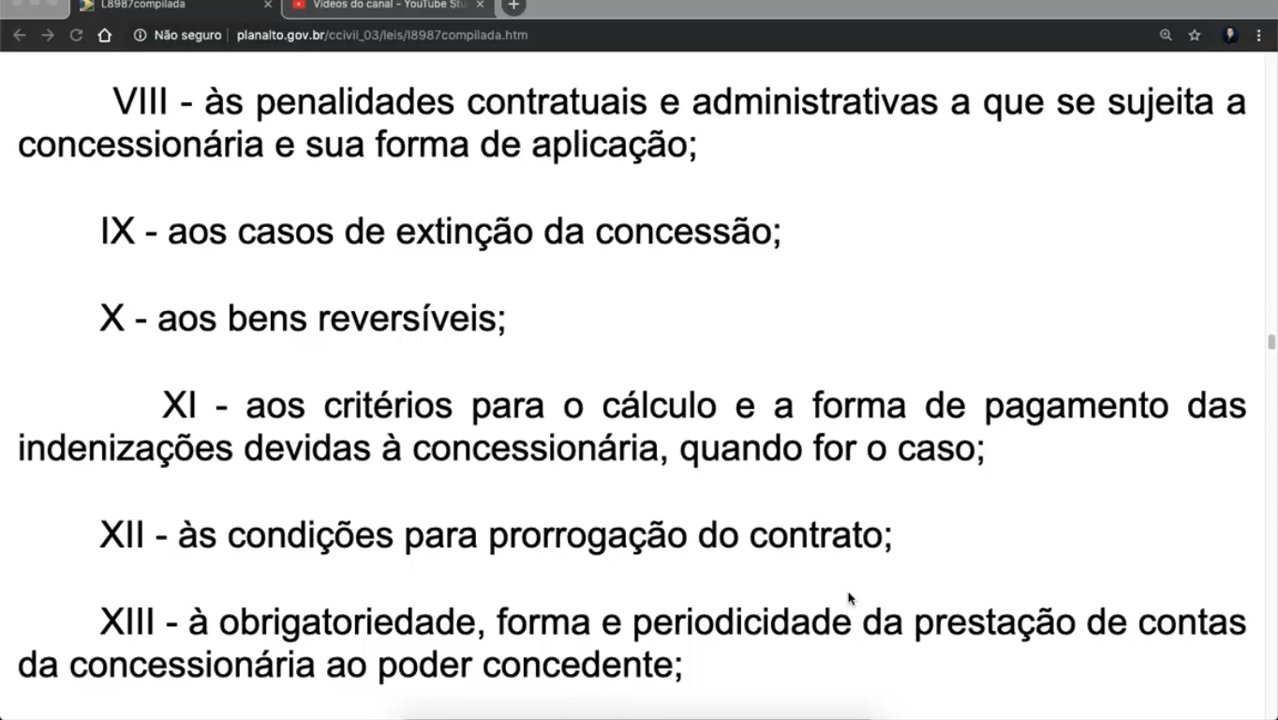 L8987compilada
Vídeos do canal - YouTube Stu
Não seguro
planalto.gov.br/ccivil_03/leis/l8987compilada.htm
VIII - às penalidades contratuais e administrativas a que se sujeita a
concessionária e sua forma de aplicação;
IX - aos casos de extinção da concessão;
X - aos bens reversíveis;
XI - aos critérios para o cálculo e a forma de pagamento das
indenizações devidas à concessionária, quando for o caso;
XII - às condições para prorrogação do contrato;
XIII - à obrigatoriedade, forma e periodicidade da prestação de contas
da concessionária ao poder concedente;